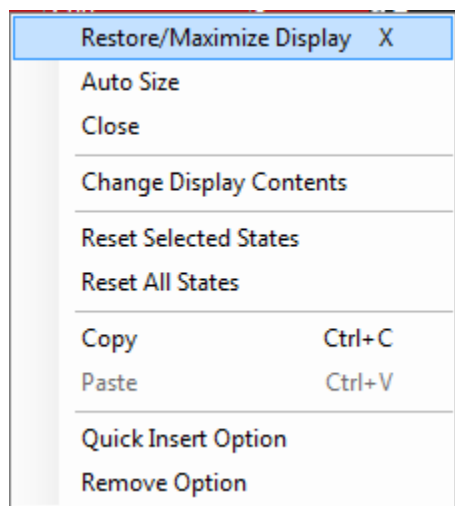 Restore/Maximize Display X
Auto Size
Close
Change Display Contents
Reset Selected States
Reset All States
Copy Ctrl+C
Paste Ctrl+V
Quick Insert Option
Remove Option